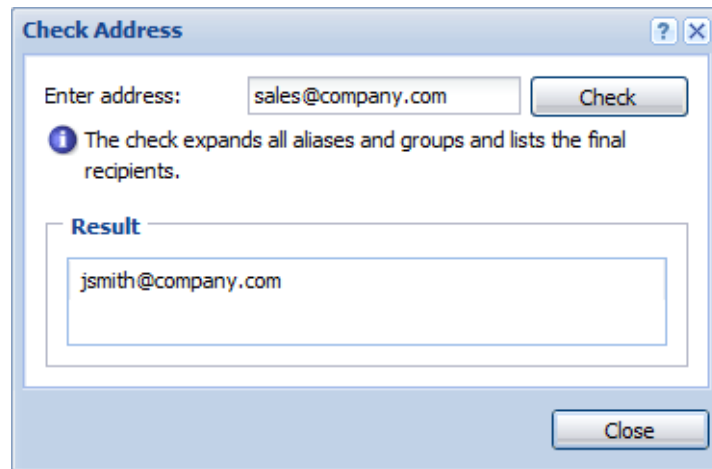 Check Address
?
Enter address: sales@company.com Check
The check expands all aliases and groups and lists the final
recipients.
Result
jsmith@company.com
Close